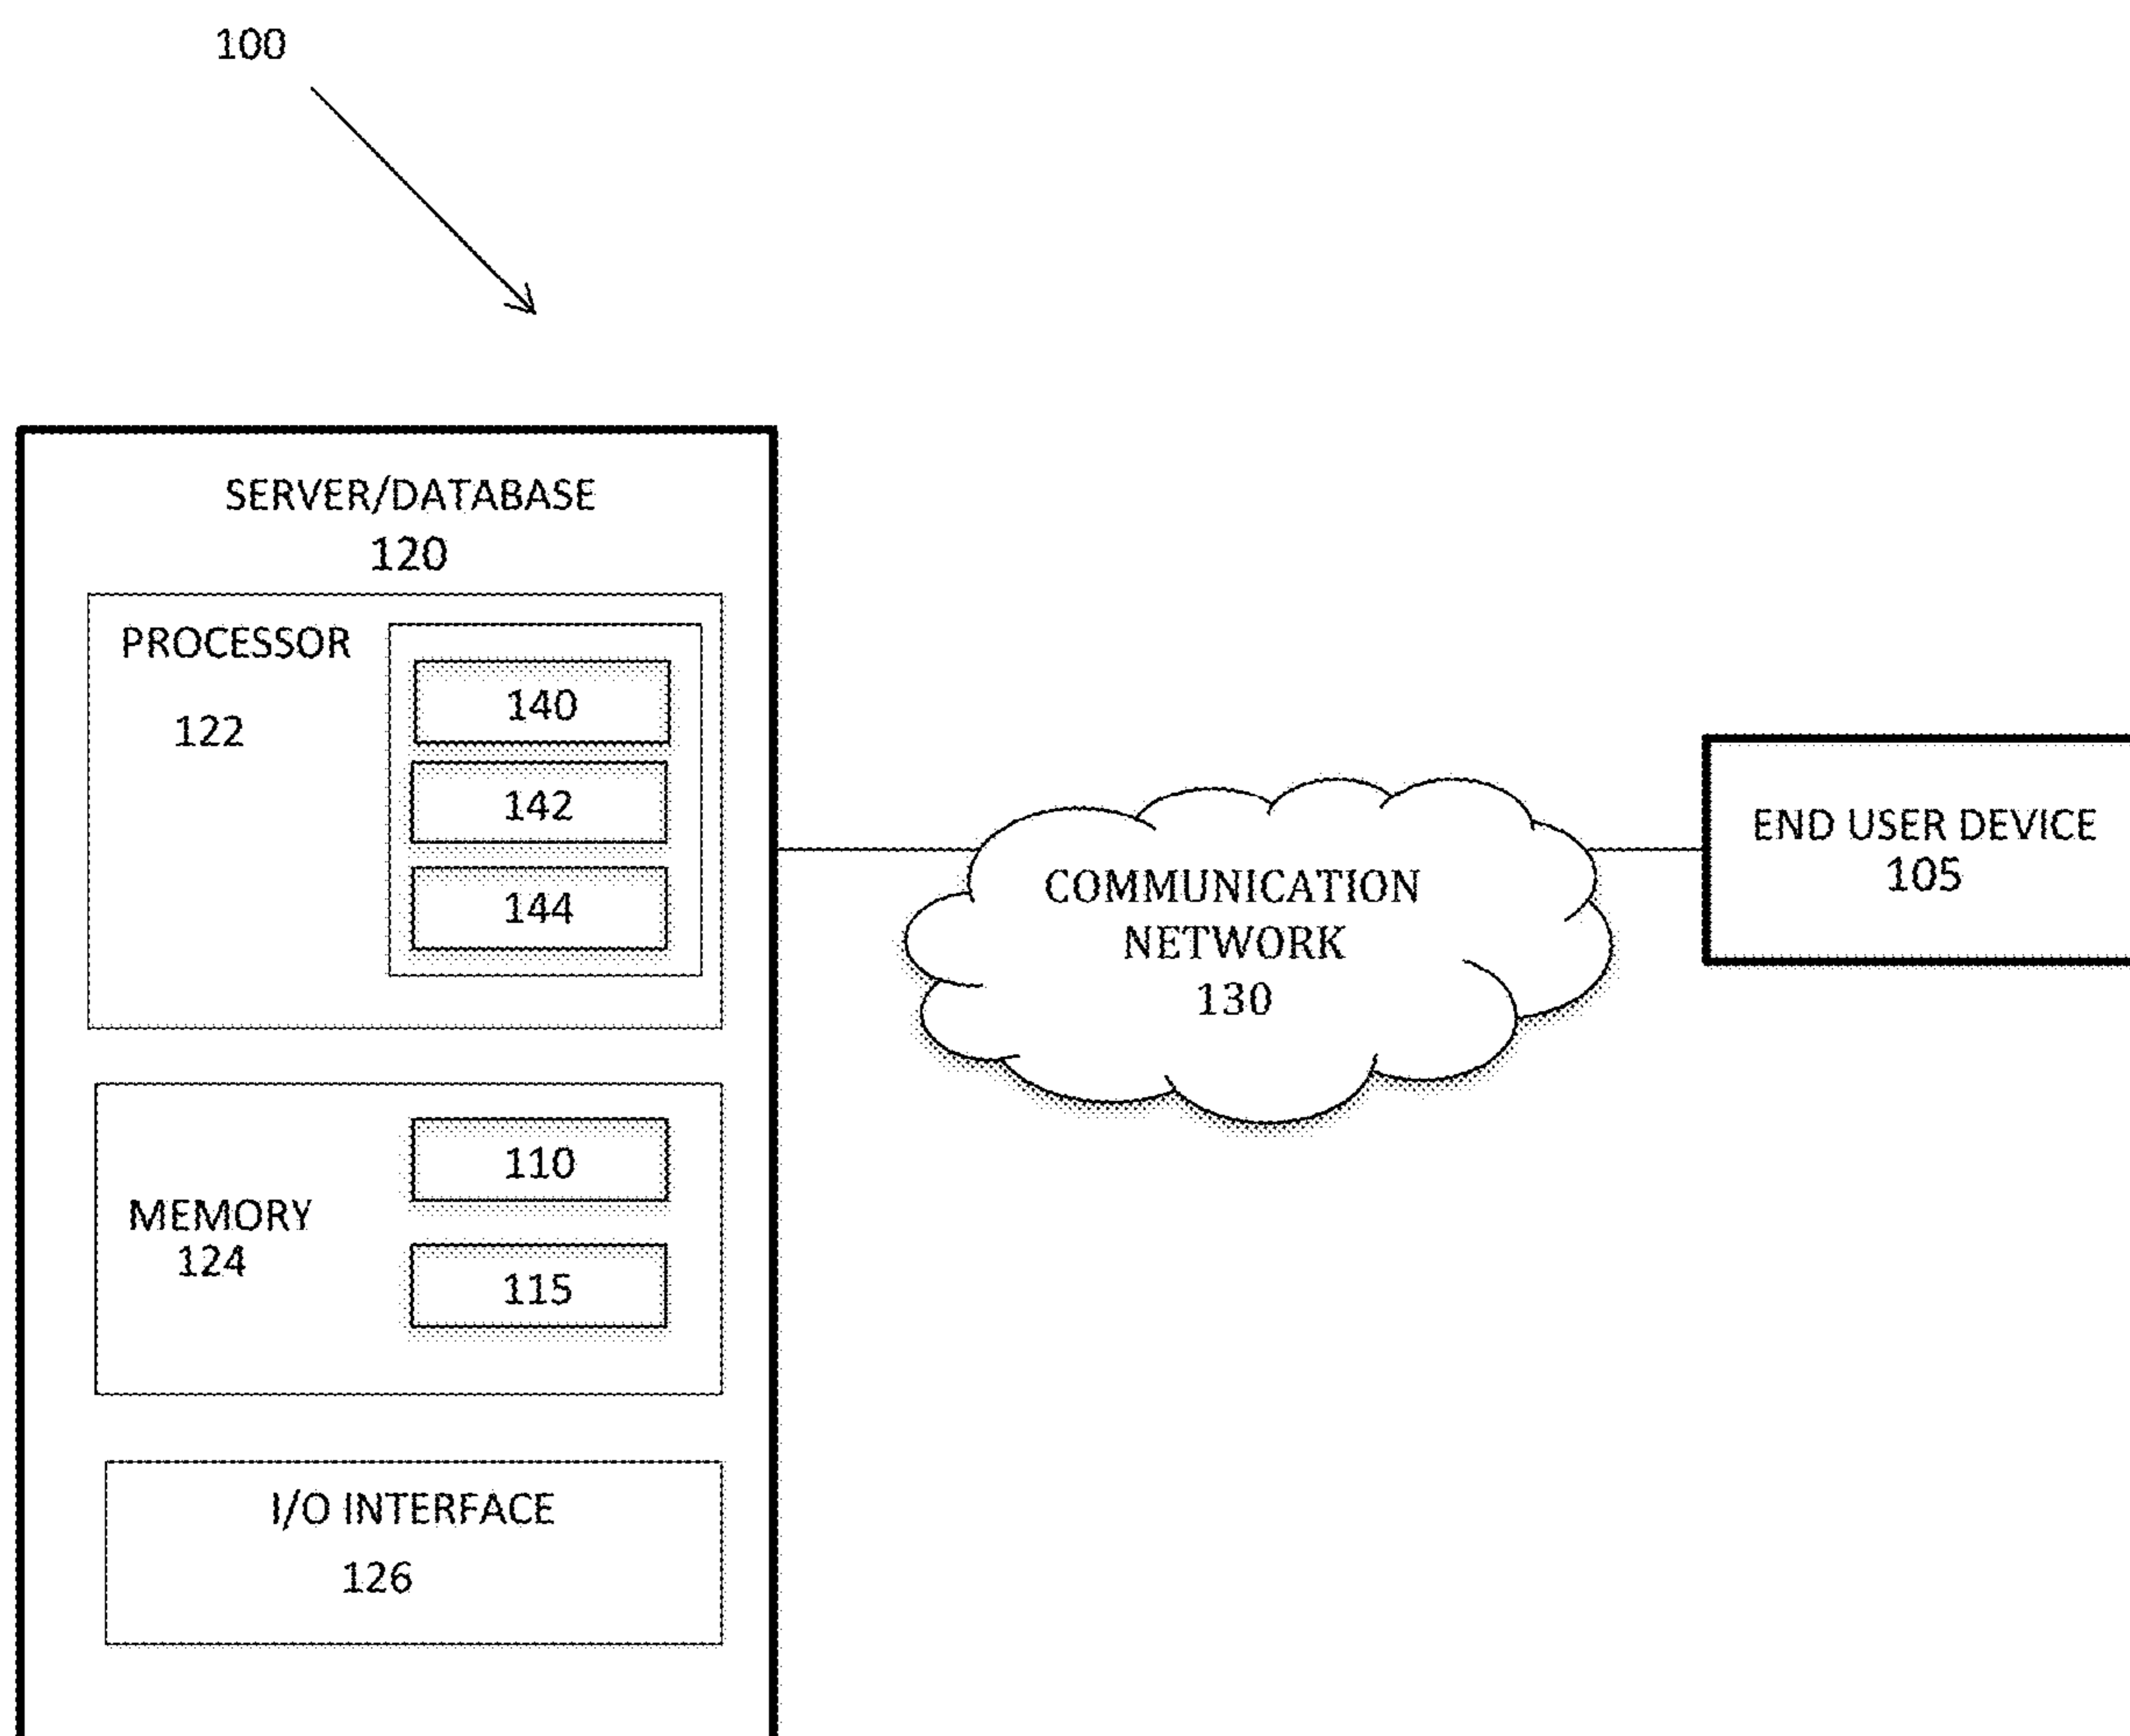 100
SERVER/DATABASE
120
PROCESSOR
122
140
142
144
MEMORY
124
110
115
I/O INTERFACE
126
COMMUNICATION
NETWORK
130
END USER DEVICE
105